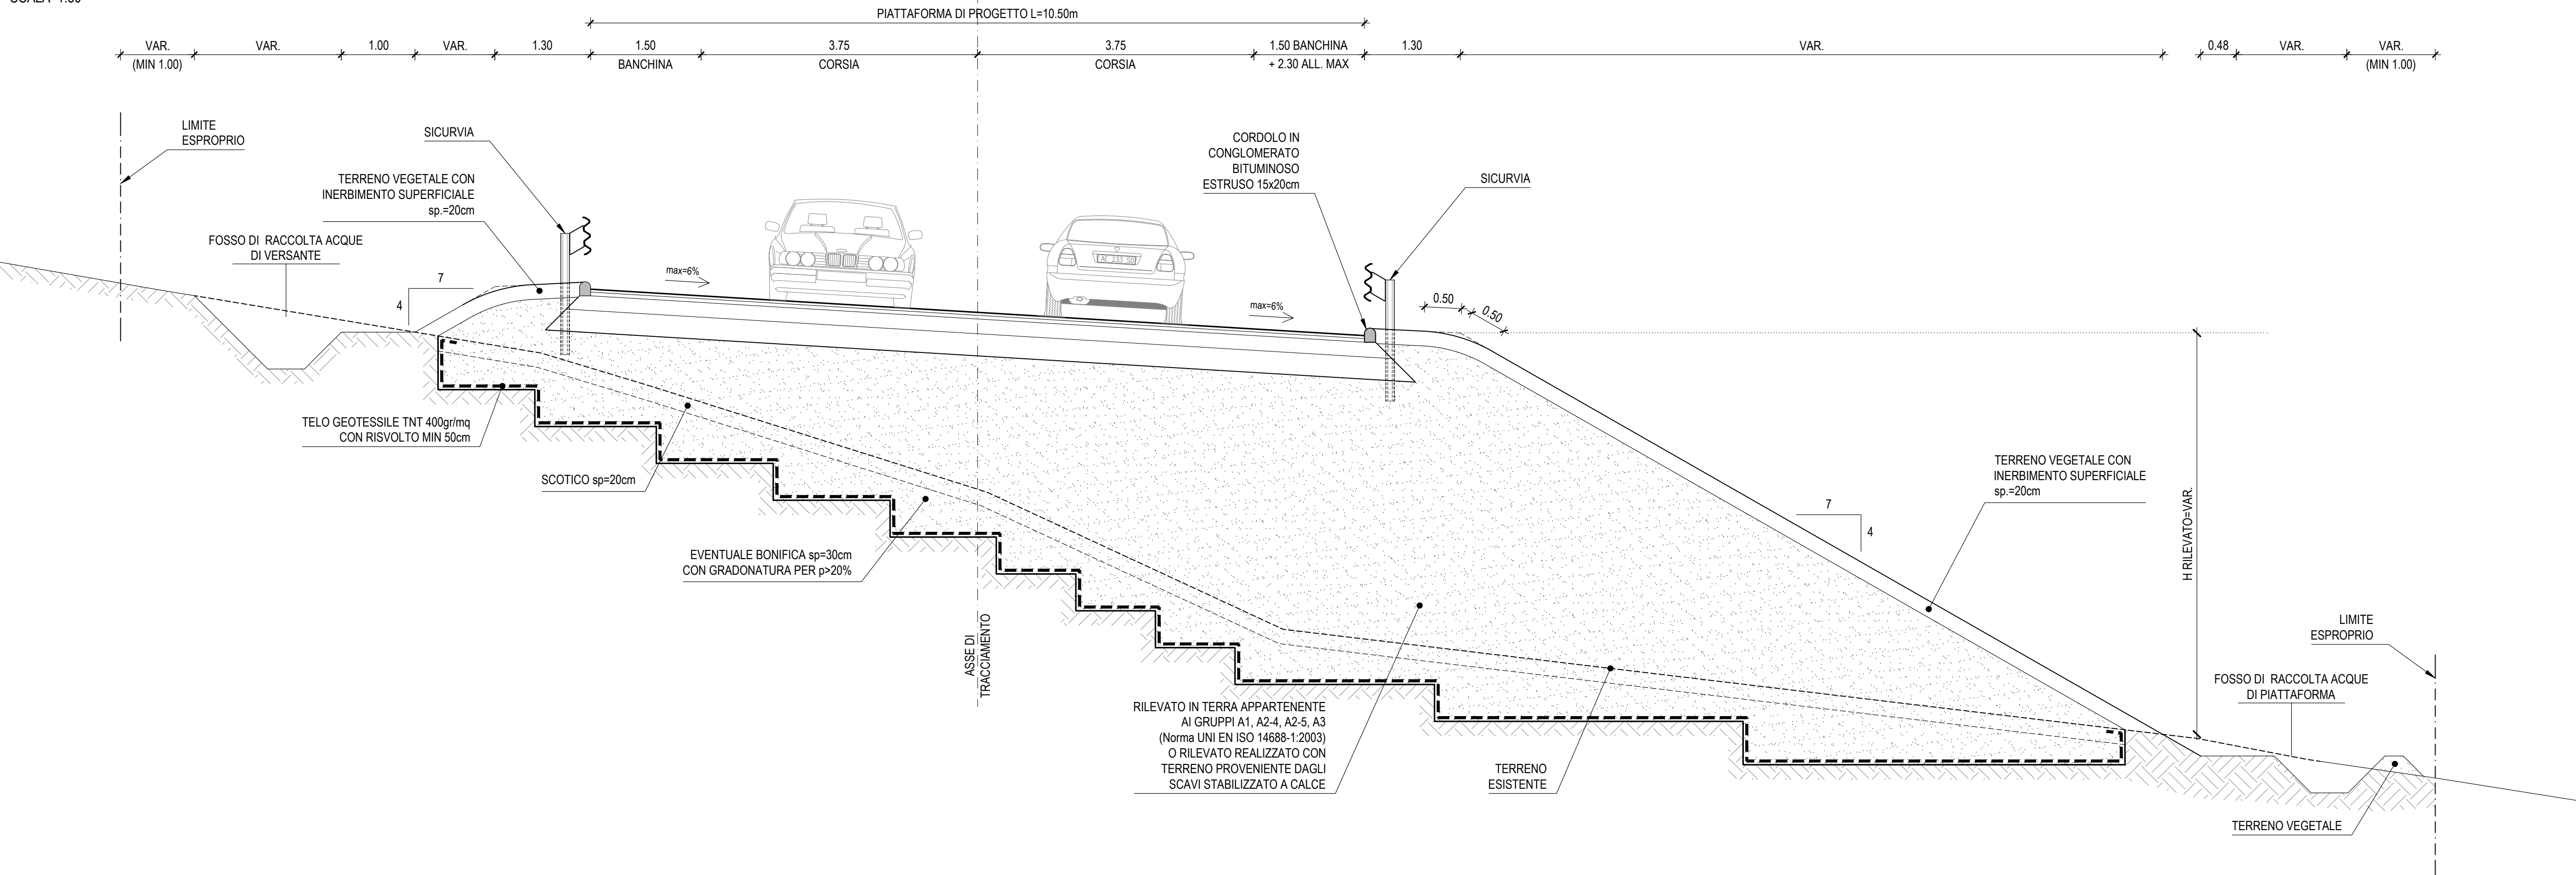 SCALA 1:50
PIATTAFORMA DI PROGETTO L=10.50m
VAR.
VAR.
1.00
VAR.
1.30
1.50
3.75
3.75
1.50 BANCHINA
1.30
VAR.
0.48
VAR.
VAR.
(MIN 1.00)
BANCHINA
CORSIA
CORSIA
+ 2.30 ALL. MAX
(MIN 1.00)
LIMITE
ESPROPRIO
SICURVIA
TERRENO VEGETALE CON
INERBIMENTO SUPERFICIALE
sp.=20cm
FOSSO DI RACCOLTA ACQUE
DI VERSANTE
7
4
max=6%
CORDOLO IN
CONGLOMERATO
BITUMINOSO
ESTRUSO 15x20cm
SICURVIA
AE 233 SD
max=6%
0.50
0.50
TELO GEOTESSILE TNT 400gr/mq
CON RISVOLTO MIN 50cm
SCOTICO sp=20cm
EVENTUALE BONIFICA sp=30cm
CON GRADONATURA PER p>20%
ASSE DI
TRACCIAMENTO
TERRENO VEGETALE CON
INERBIMENTO SUPERFICIALE
sp.=20cm
7
4
H RILEVATO=VAR.
LIMITE
ESPROPRIO
RILEVATO IN TERRA APPARTENENTE
AI GRUPPI A1, A2-4, A2-5, A3
(Norma UNI EN ISO 14688-1:2003)
O RILEVATO REALIZZATO CON
TERRENO PROVENIENTE DAGLI
SCAVI STABILIZZATO A CALCE
TERRENO
ESISTENTE
FOSSO DI RACCOLTA ACQUE
DI PIATTAFORMA
TERRENO VEGETALE